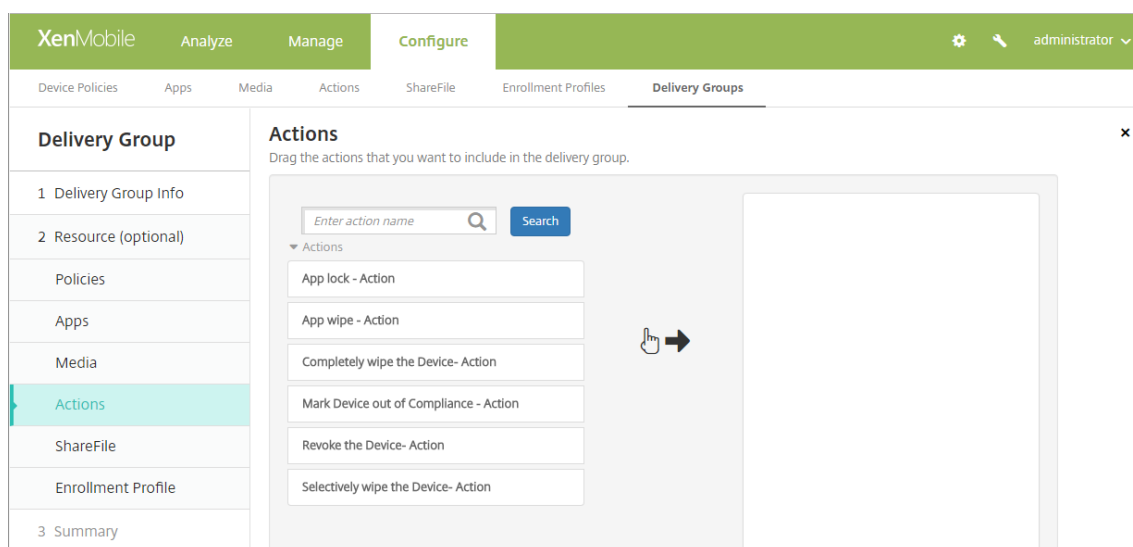 XenMobile Analyze Manage Configure administrator
Device Policies Apps Media Actions ShareFile Enrollment Profiles Delivery Groups
Delivery Group
1 Delivery Group Info
2 Resource (optional)
Policies
Apps
Media
Actions
ShareFile
Enrollment Profile
3 Summary
Actions
Drag the actions that you want to include in the delivery group.
Enter action name Search
Actions
App lock - Action
App wipe - Action
Completely wipe the Device- Action
Mark Device out of Compliance - Action
Revoke the Device- Action
Selectively wipe the Device- Action